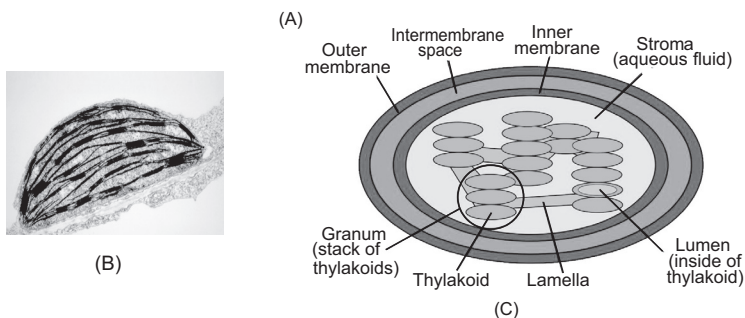 (A)
Outer
membrane
Intermembrane
space
Inner
membrane
Stroma
(aqueous fluid)
Granum
(stack of
thylakoids)
Thylakoid
Lamella
Lumen
(inside of
thylakoid)
(B)
(C)